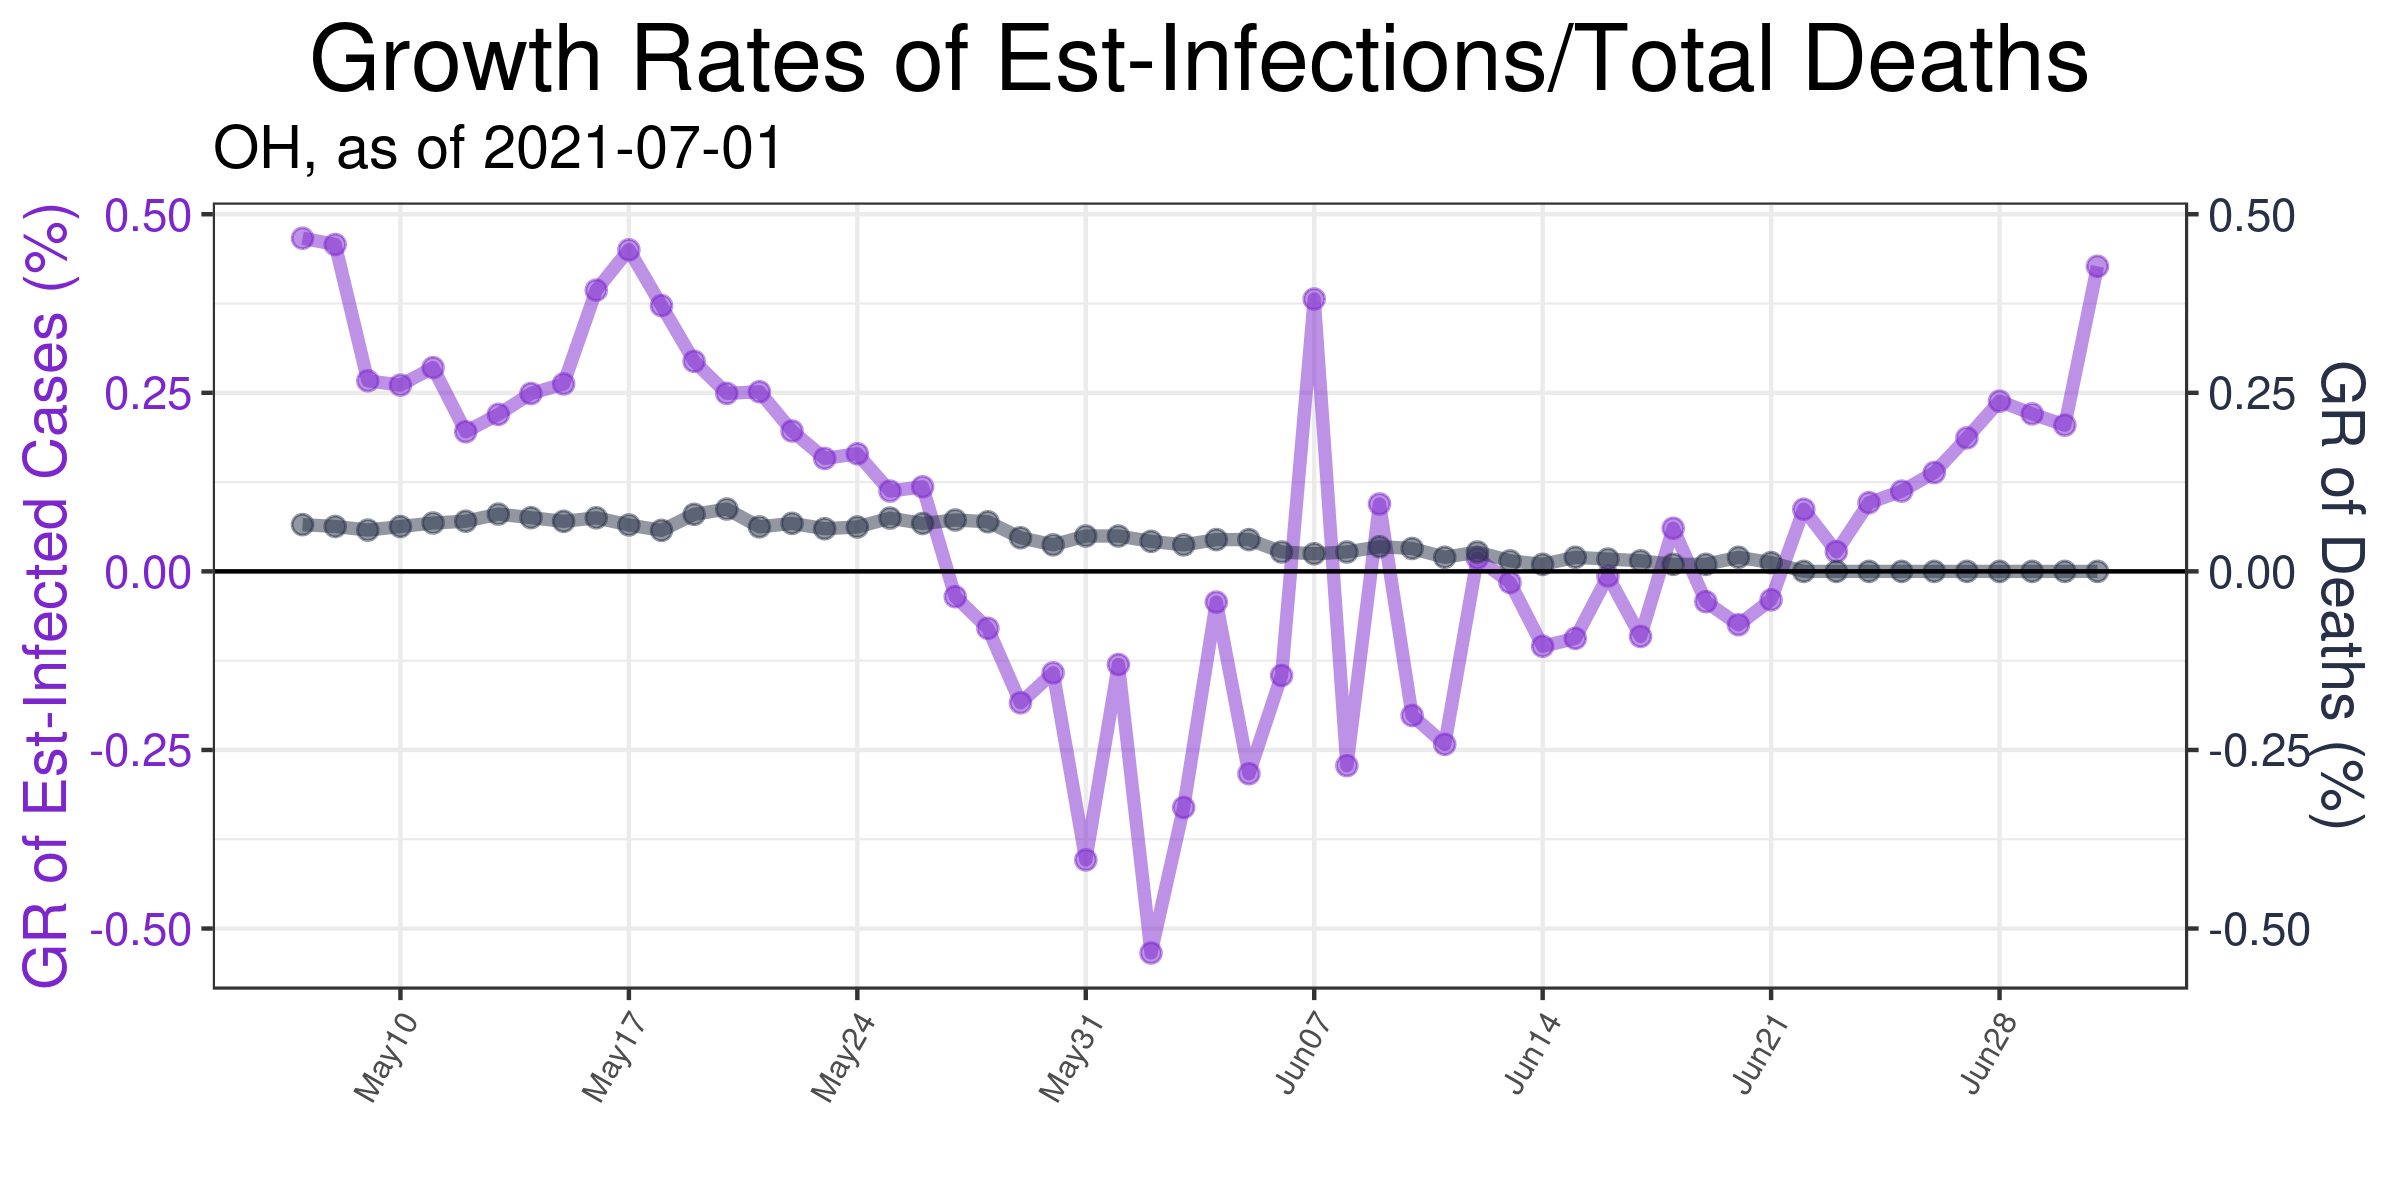 Growth Rates of Est-Infections/Total Deaths
OH, as of 2021-07-01
GR of Est-Infected Cases (%)
0.50
0.25
0.00
-0.25
-0.50
0.50
0.25
0.00
-0.25
-0.50
GR of Deaths (%)
May10
May17
May24
May31
Jun07
Jun14
Jun21
Jun28